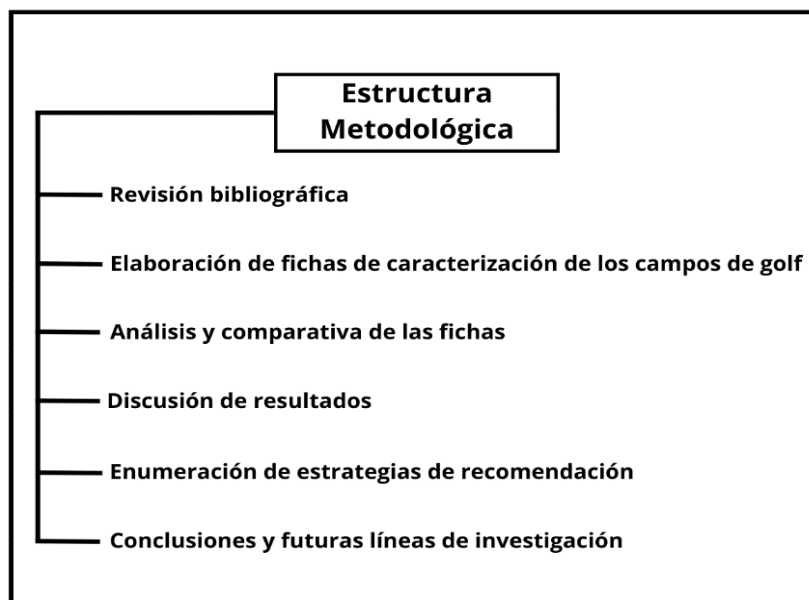 Estructura
Metodológica
Revisión bibliográfica
Elaboración de fichas de caracterización de los campos de golf
Análisis y comparativa de las fichas
Discusión de resultados
Enumeración de estrategias de recomendación
Conclusiones y futuras líneas de investigación